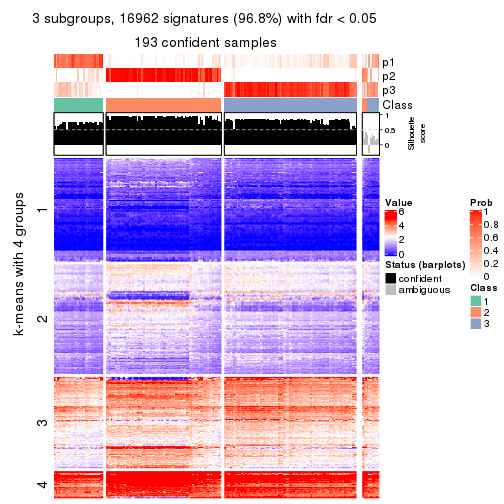 3 subgroups, 16962 signatures (96.8%) with fdr < 0.05
193 confident samples
p1
p2
p3
Class
1
0.5
0
Silhouette
score
k-means with 4 groups
1
2
3
4
Value
6
4
2
0
Status (barplots)
confident
ambiguous
Prob
1
0.8
0.6
0.4
0.2
0
Class
1
2
3